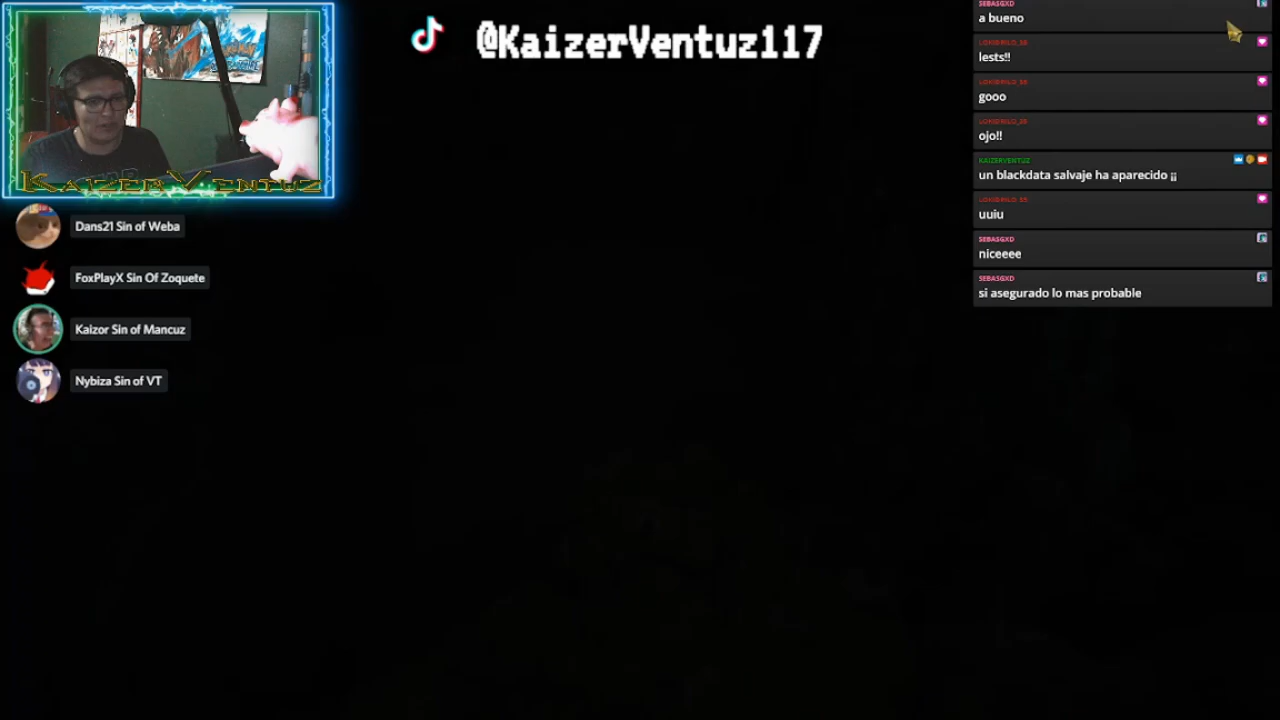 @KaizerVentuz117
KaizerVentuz
Dans21 Sin of Weba
FoxPlayX Sin Of Zoquete
Kaizor Sin of Mancuz
Nybiza Sin of VT
SEBASGXD
a bueno
lests!!
gooo
ojo!!
KAIZERVENTUZ
un blackdata salvaje ha aparecido ¡¡
uuiu
SEBASGXD
niceeee
SEBASGXD
si asegurado lo mas probable